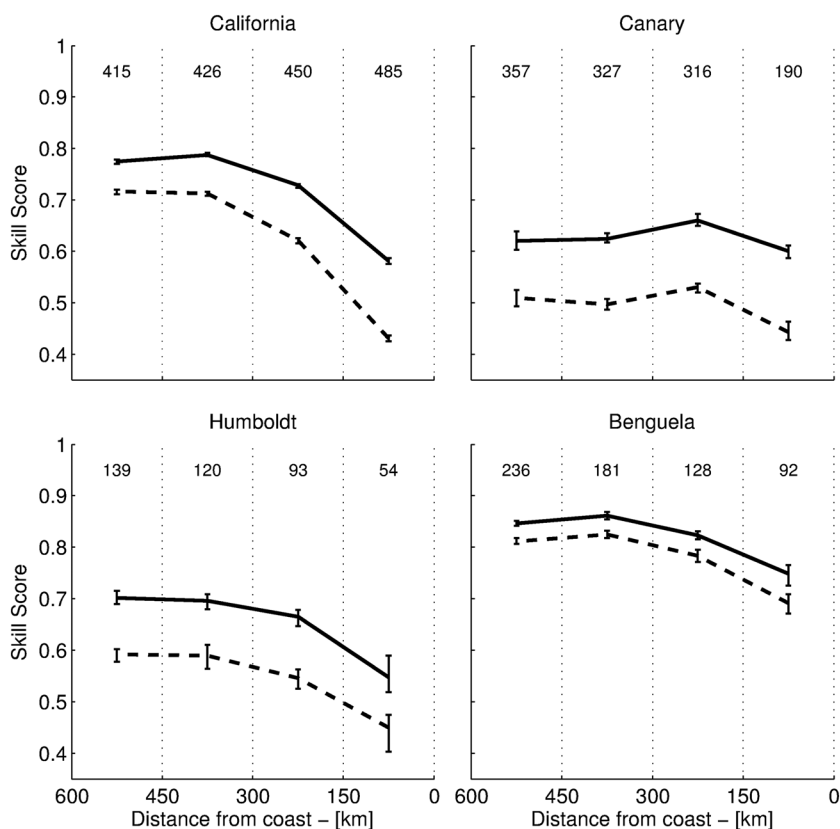 California
Canary
1
415 426 450 485
357 327 316 190
0.9
0.8
0.7
0.6
0.5
0.4
Skill Score
Humboldt
Benguela
1
139 120 93 54
236 181 128 92
0.9
0.8
0.7
0.6
0.5
0.4
Skill Score
600 450 300 150 0
600 450 300 150 0
Distance from coast − [km]
Distance from coast − [km]